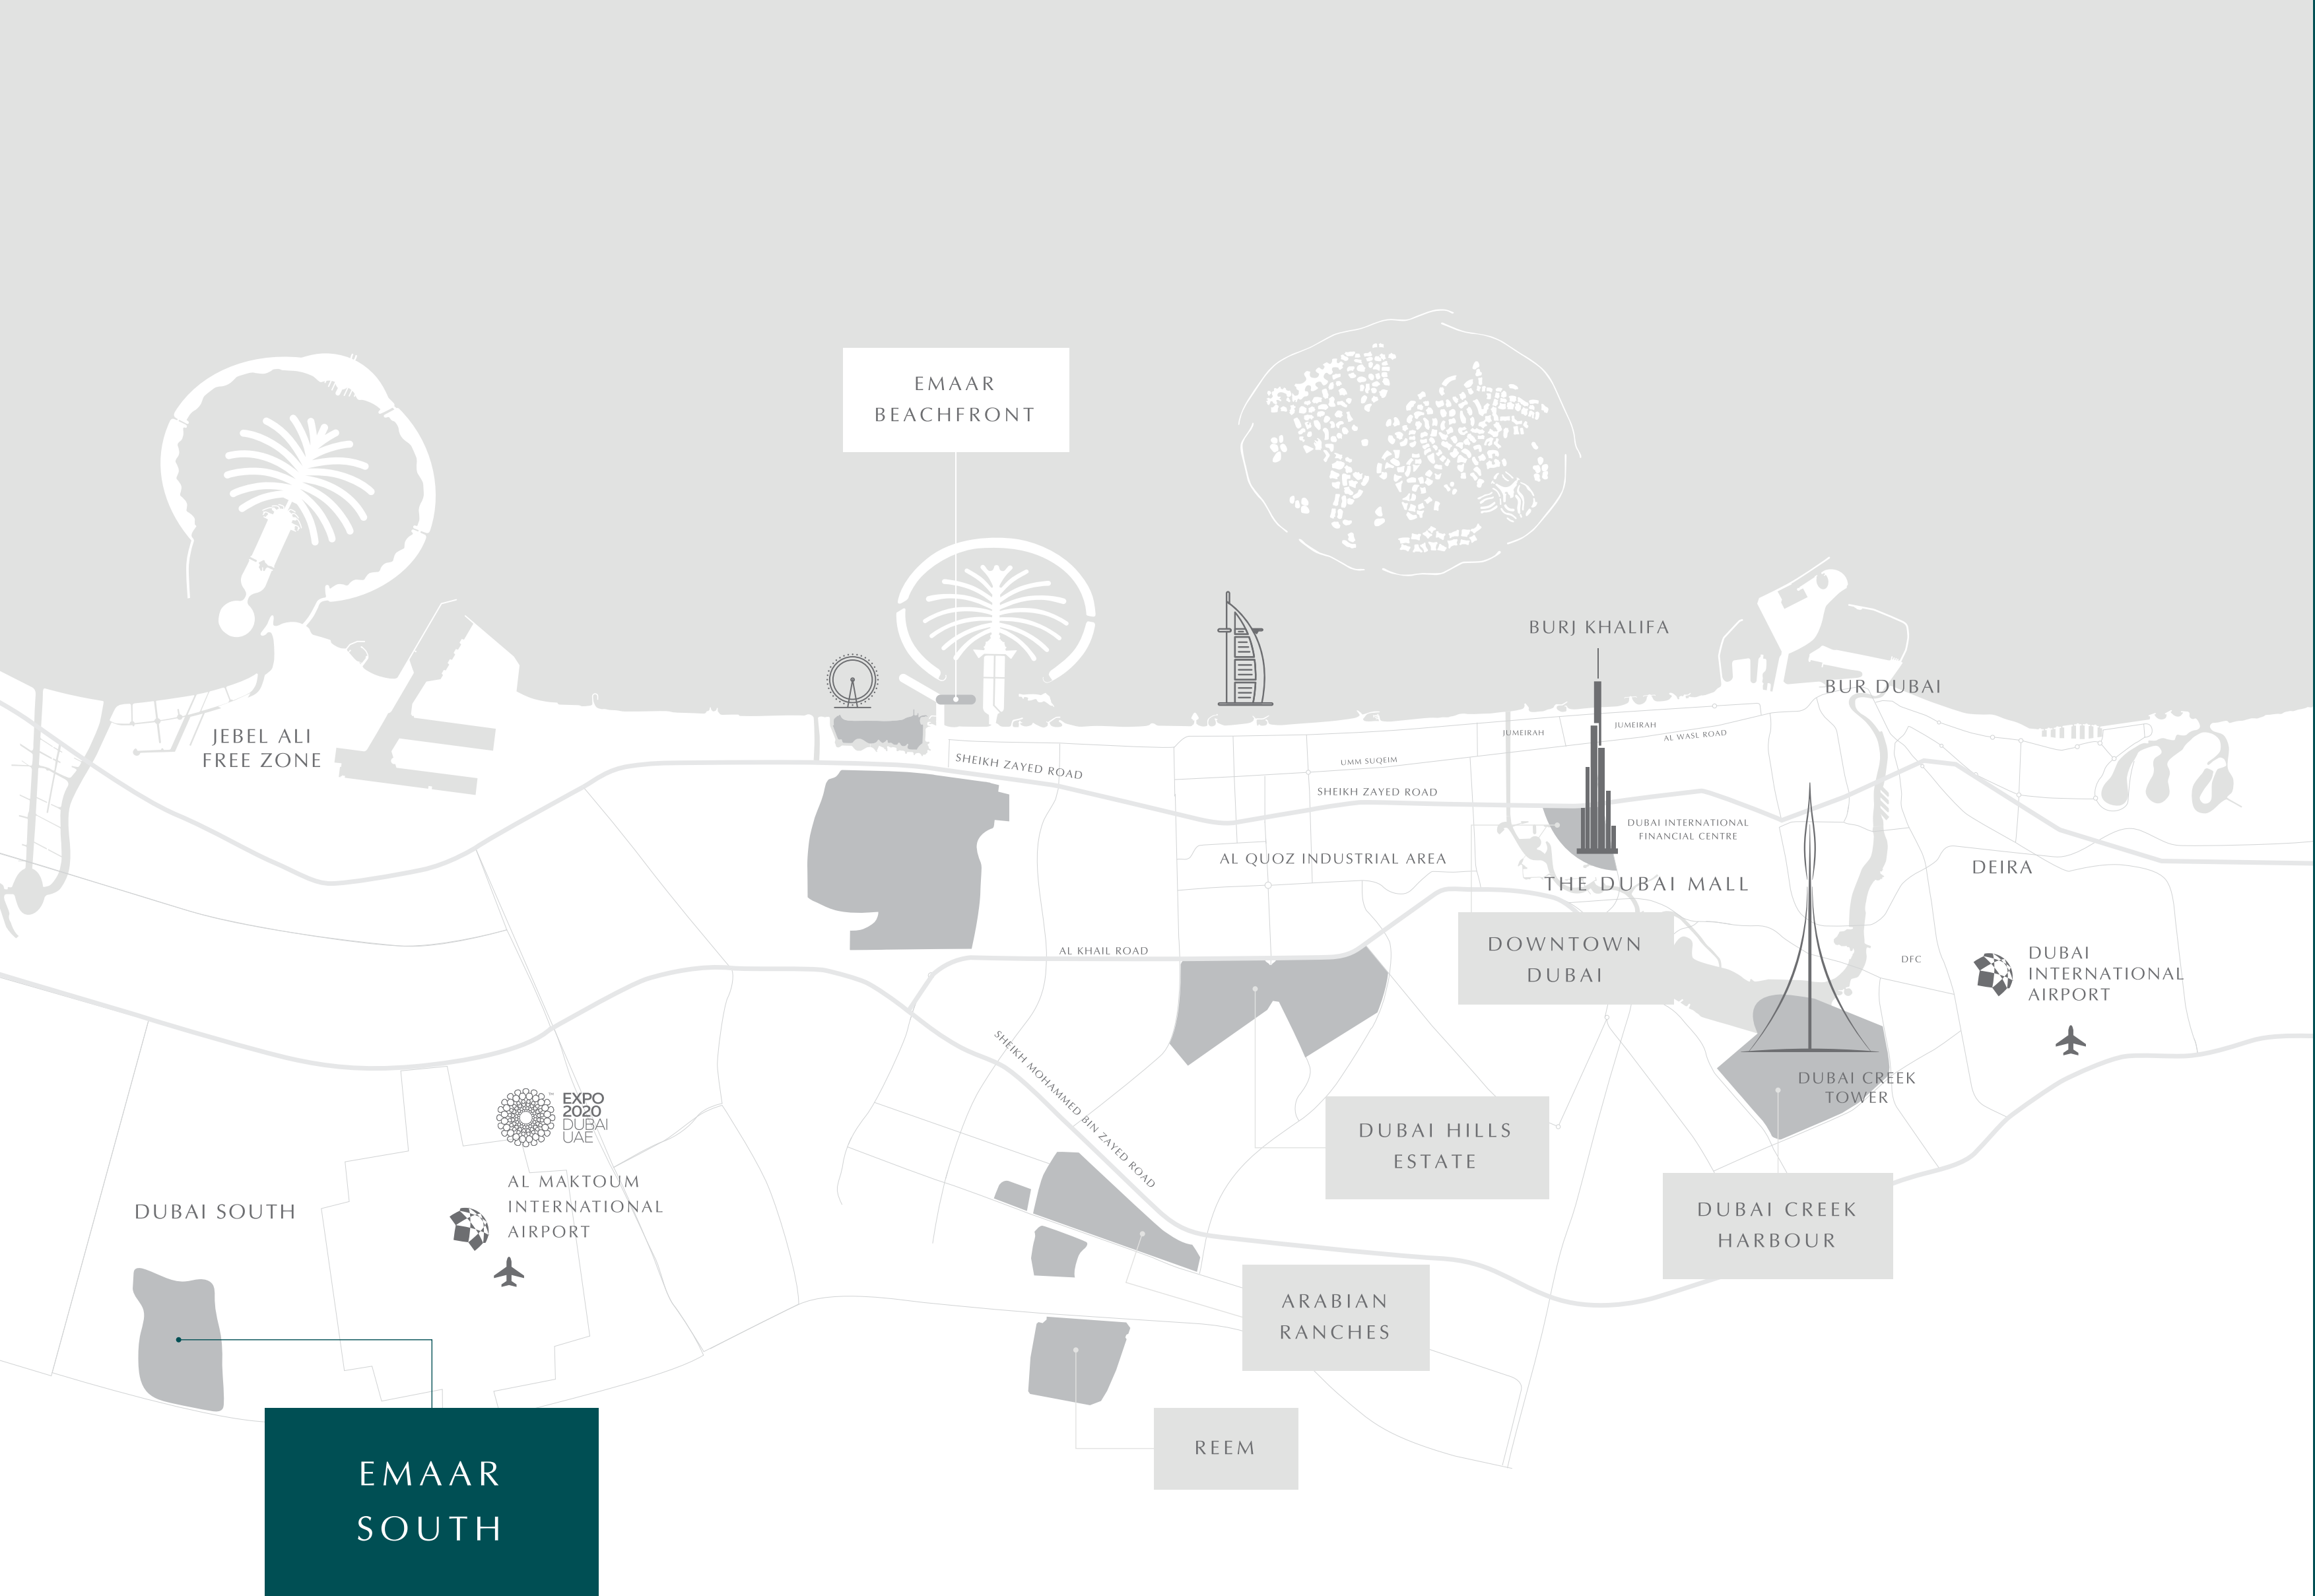 EMAAR
BEACHFRONT
BURJ KHALIFA
BUR DUBAI
JEBEL ALI
FREE ZONE
SHEIKH ZAYED ROAD
JUMEIRAH
JUMEIRAH
AL WASL ROAD
UMM SUQEIM
SHEIKH ZAYED ROAD
DUBAI INTERNATIONAL
FINANCIAL CENTRE
AL QUOZ INDUSTRIAL AREA
THE DUBAI MALL
DEIRA
DOWNTOWN
DUBAI
AL KHAIL ROAD
DFC
DUBAI
INTERNATIONAL
AIRPORT
SHEIKH MOHAMMED BIN ZAYED ROAD
DUBAI CREEK
TOWER
EXPO
2020
DUBAI
UAE
DUBAI HILLS
ESTATE
AL MAKTOUM
INTERNATIONAL
AIRPORT
DUBAI SOUTH
DUBAI CREEK
HARBOUR
ARABIAN
RANCHES
REEM
EMAAR
SOUTH